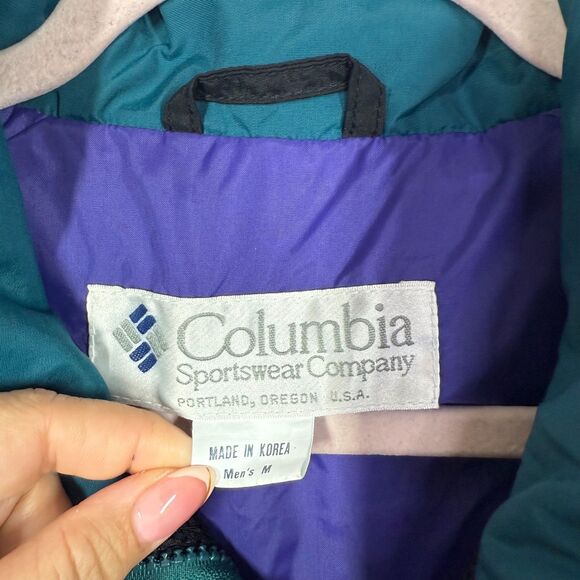 Columbia
Sportswear Company
PORTLAND, OREGON U.S.A.
MADE IN KOREA
Men's M